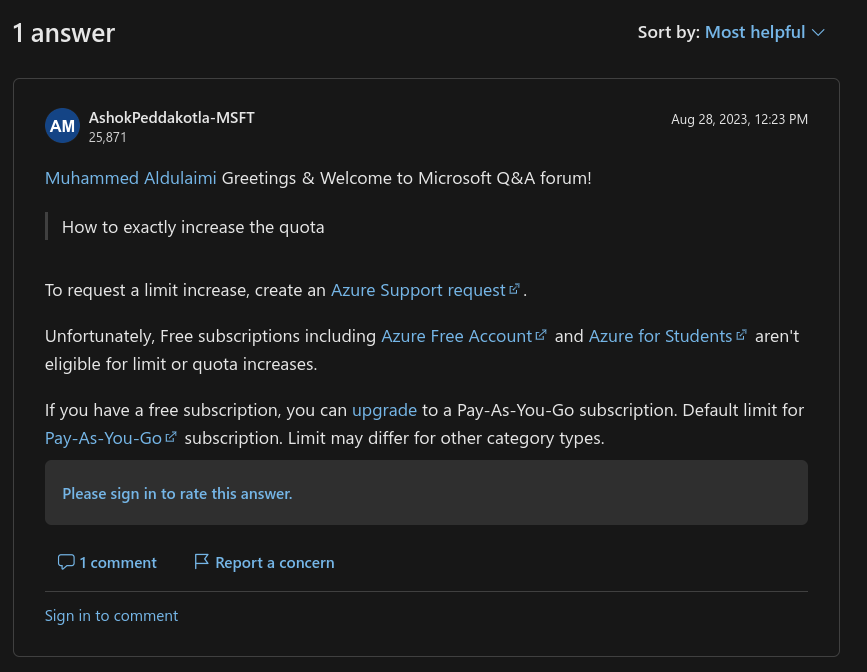 1 answer
Sort by: Most helpful
AM
AshokPeddakotla-MSFT
25,871
Aug 28, 2023, 12:23 PM
Muhammed Aldulaimi Greetings & Welcome to Microsoft Q&A forum!
How to exactly increase the quota
To request a limit increase, create an Azure Support request.
Unfortunately, Free subscriptions including Azure Free Account and Azure for Students aren't
eligible for limit or quota increases.
If you have a free subscription, you can upgrade to a Pay-As-You-Go subscription. Default limit for
Pay-As-You-Go subscription. Limit may differ for other category types.
Please sign in to rate this answer.
1 comment
Report a concern
Sign in to comment